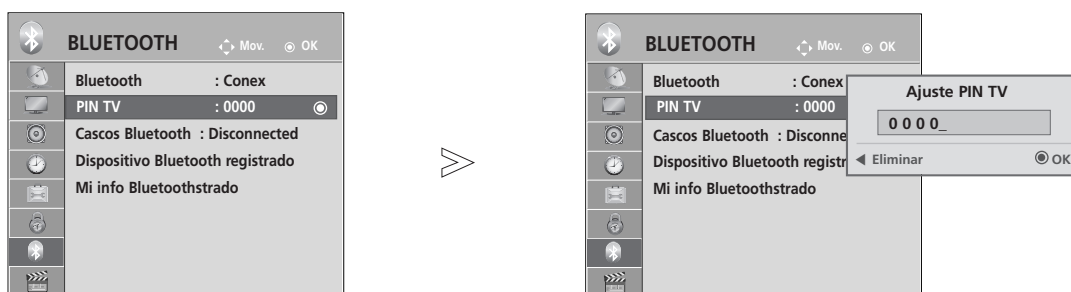 BLUETOOTH Mov. OK
Bluetooth : Conex
PIN TV : 0000
Cascos Bluetooth : Disconnected
Dispositivo Bluetooth registrado
Mi info Bluetoothstrado
BLUETOOTH Mov. OK
Bluetooth : Conex
PIN TV : 0000
Cascos Bluetooth : Disconne
Dispositivo Bluetooth registr
Mi info Bluetoothstrado
Ajuste PIN TV
0 0 0 0_
Eliminar OK